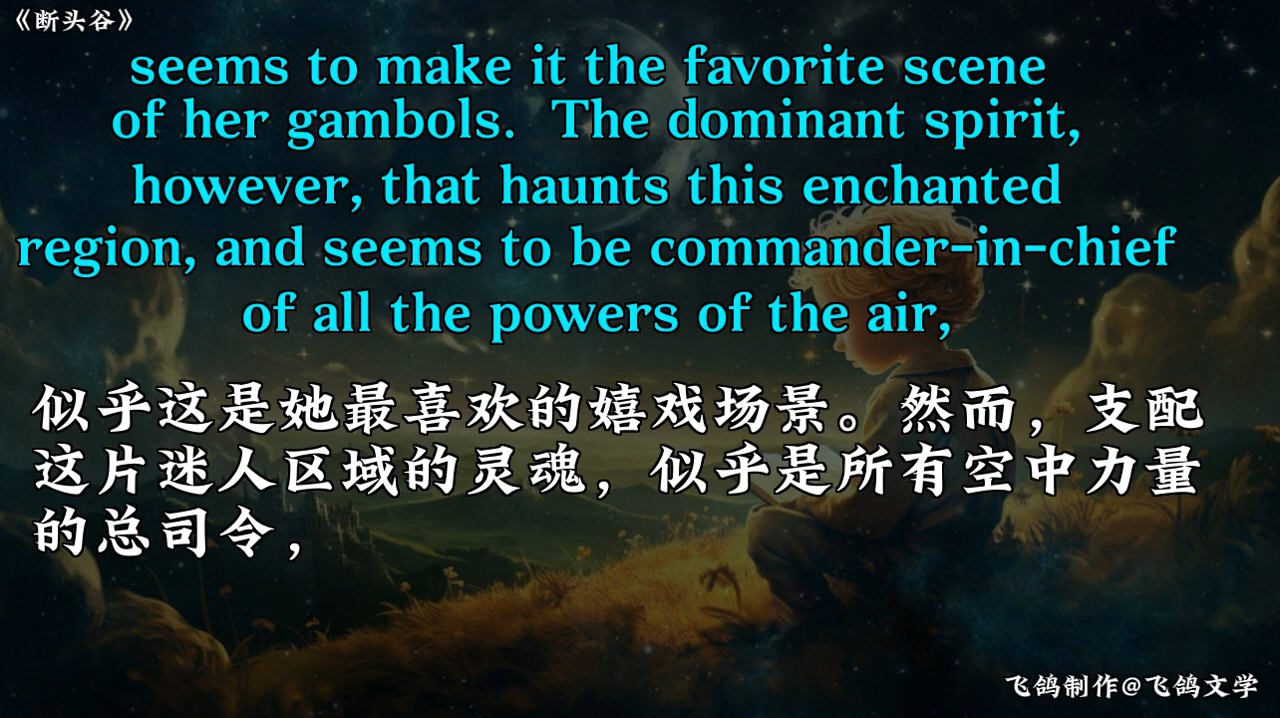 《断头谷》
seems to make it the favorite scene
of her gambols. The dominant spirit,
however, that haunts this enchanted
region, and seems to be commander-in-chief
of all the powers of the air,
似乎这是她最喜欢的嬉戏场景。然而，支配
这片迷人区域的灵魂，似乎是所有空中力量
的总司令，
飞鸽制作@飞鸽文学